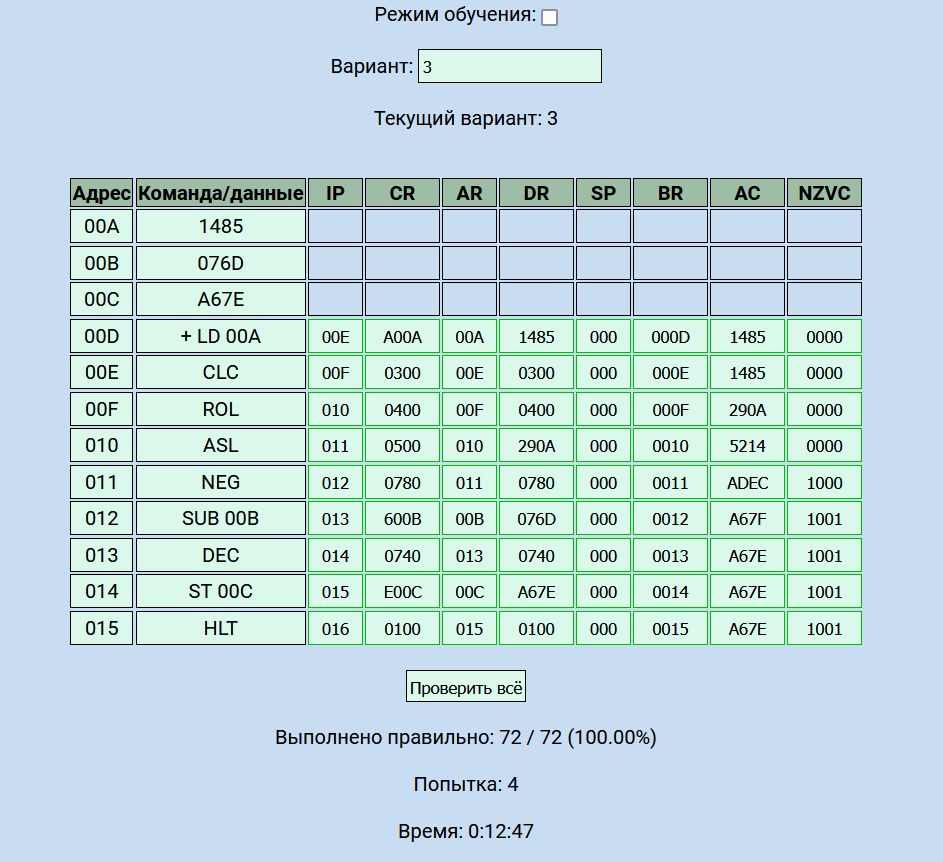 Режим обучения:
Вариант: 3
Текущий вариант: 3
Адрес Команда/данные IP CR AR DR SP BR AC NZVC
00A 1485
00B 076D
00C A67E
00D + LD 00A 00E A00A 00A 1485 000 000D 1485 0000
00E CLC 00F 0300 00E 0300 000 000E 1485 0000
00F ROL 010 0400 00F 0400 000 000F 290A 0000
010 ASL 011 0500 010 290A 000 0010 5214 0000
011 NEG 012 0780 011 0780 000 0011 ADEC 1000
012 SUB 00B 013 600B 00B 076D 000 0012 A67F 1001
013 DEC 014 0740 013 0740 000 0013 A67E 1001
014 ST 00C 015 E00C 00C A67E 000 0014 A67E 1001
015 HLT 016 0100 015 0100 000 0015 A67E 1001
Проверить всё
Выполнено правильно: 72 / 72 (100.00%)
Попытка: 4
Время: 0:12:47